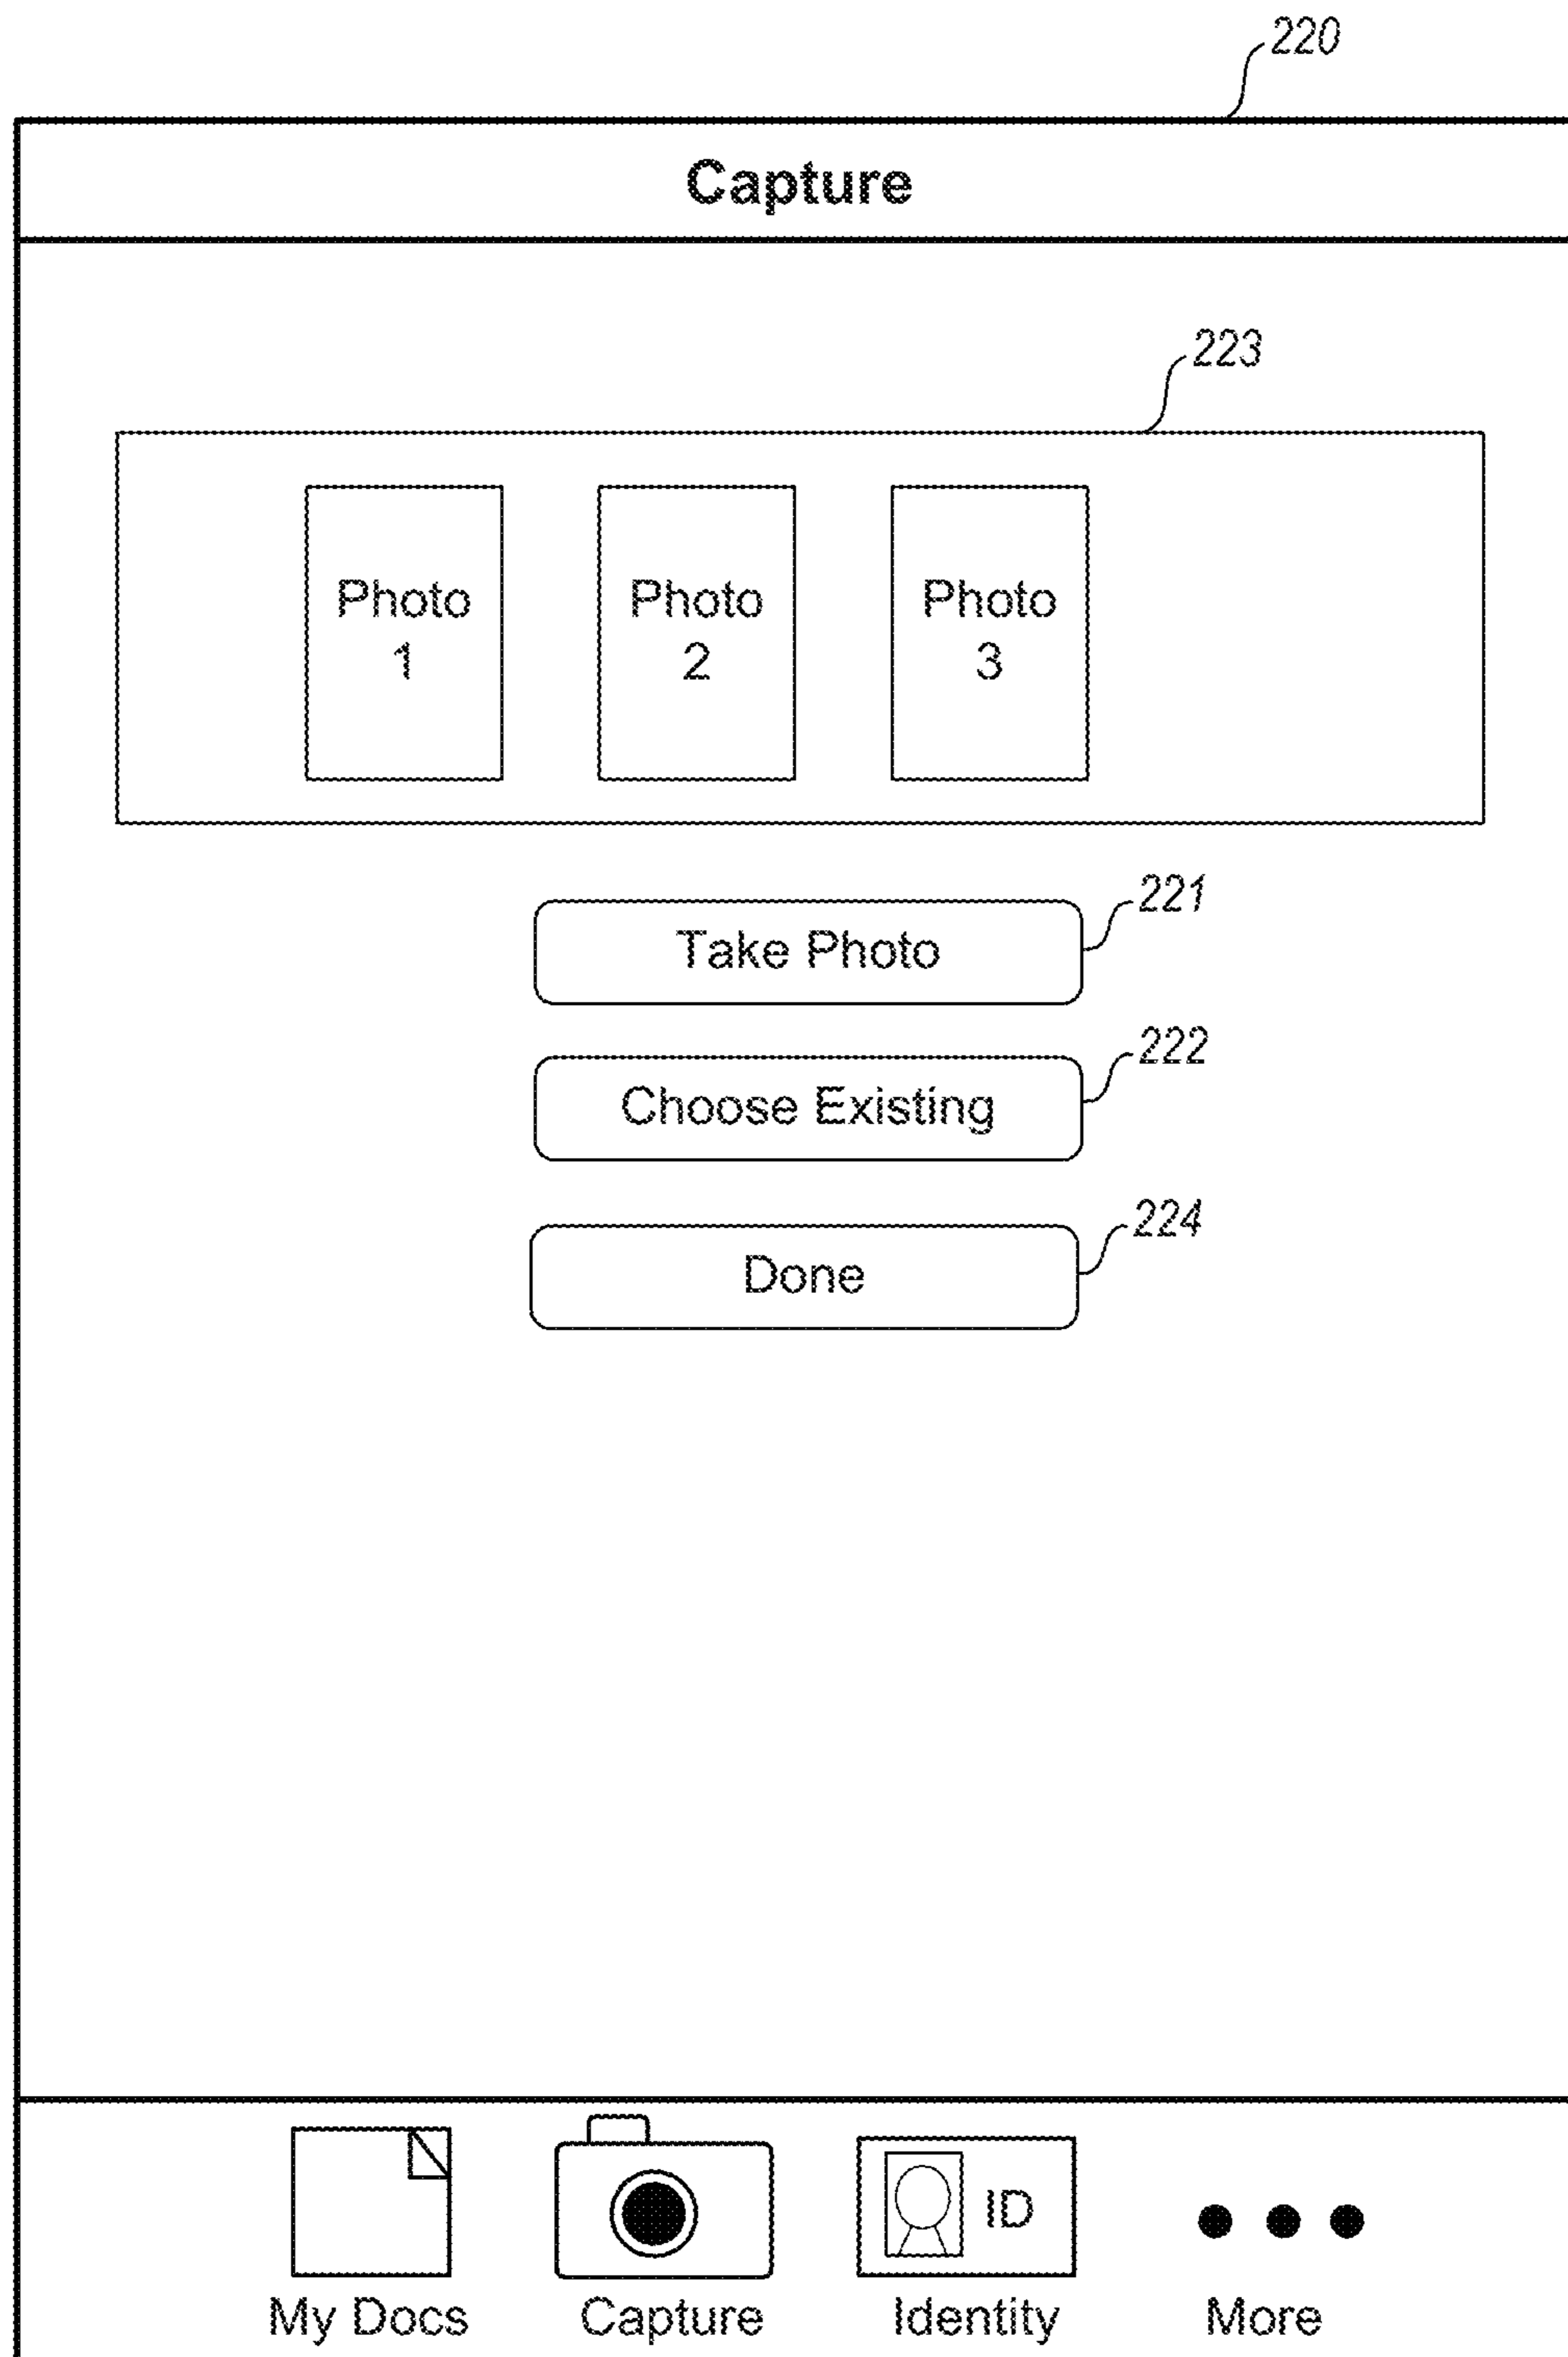 220
Capture
223
Photo Photo Photo
1 2 3
221
Take Photo
222
Choose Existing
224
Done
ID
My Docs Capture Identity More